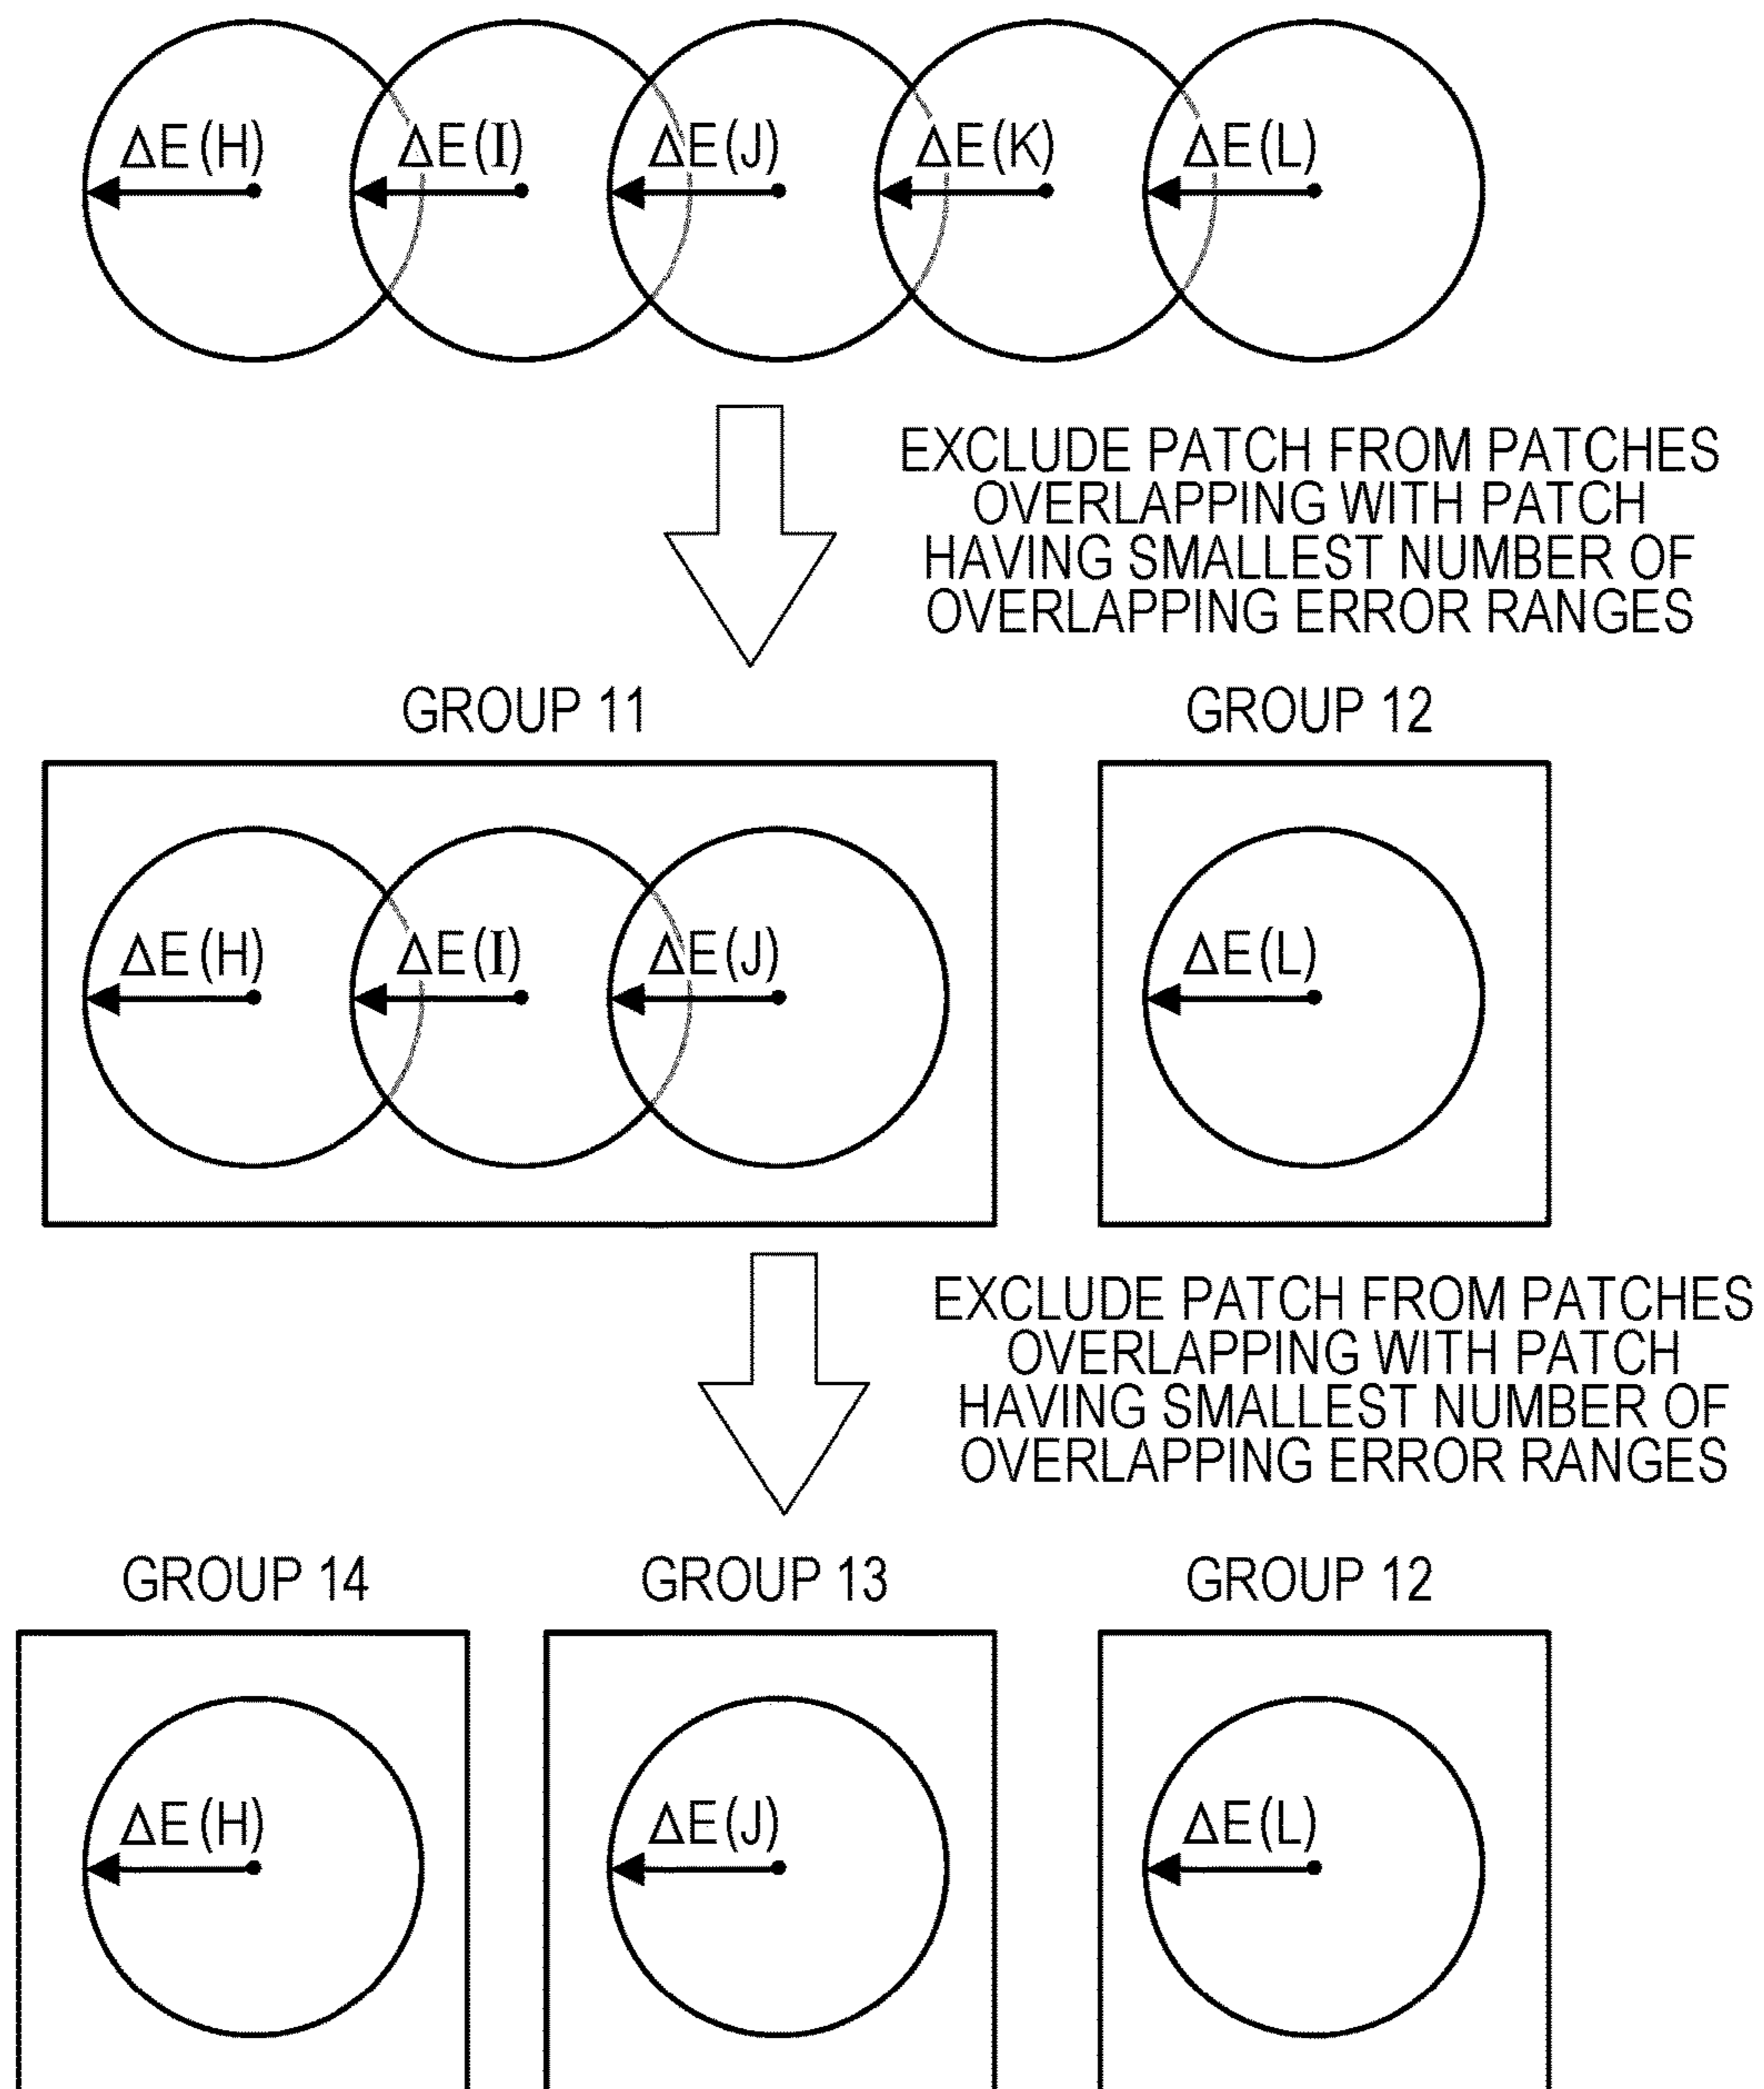 ΔE(H) ΔE(I) ΔE(J) ΔE(K) ΔE(L)
EXCLUDE PATCH FROM PATCHES
OVERLAPPING WITH PATCH
HAVING SMALLEST NUMBER OF
OVERLAPPING ERROR RANGES
GROUP 11 GROUP 12
ΔE(H) ΔE(I) ΔE(J) ΔE(L)
EXCLUDE PATCH FROM PATCHES
OVERLAPPING WITH PATCH
HAVING SMALLEST NUMBER OF
OVERLAPPING ERROR RANGES
GROUP 14 GROUP 13 GROUP 12
ΔE(H) ΔE(J) ΔE(L)